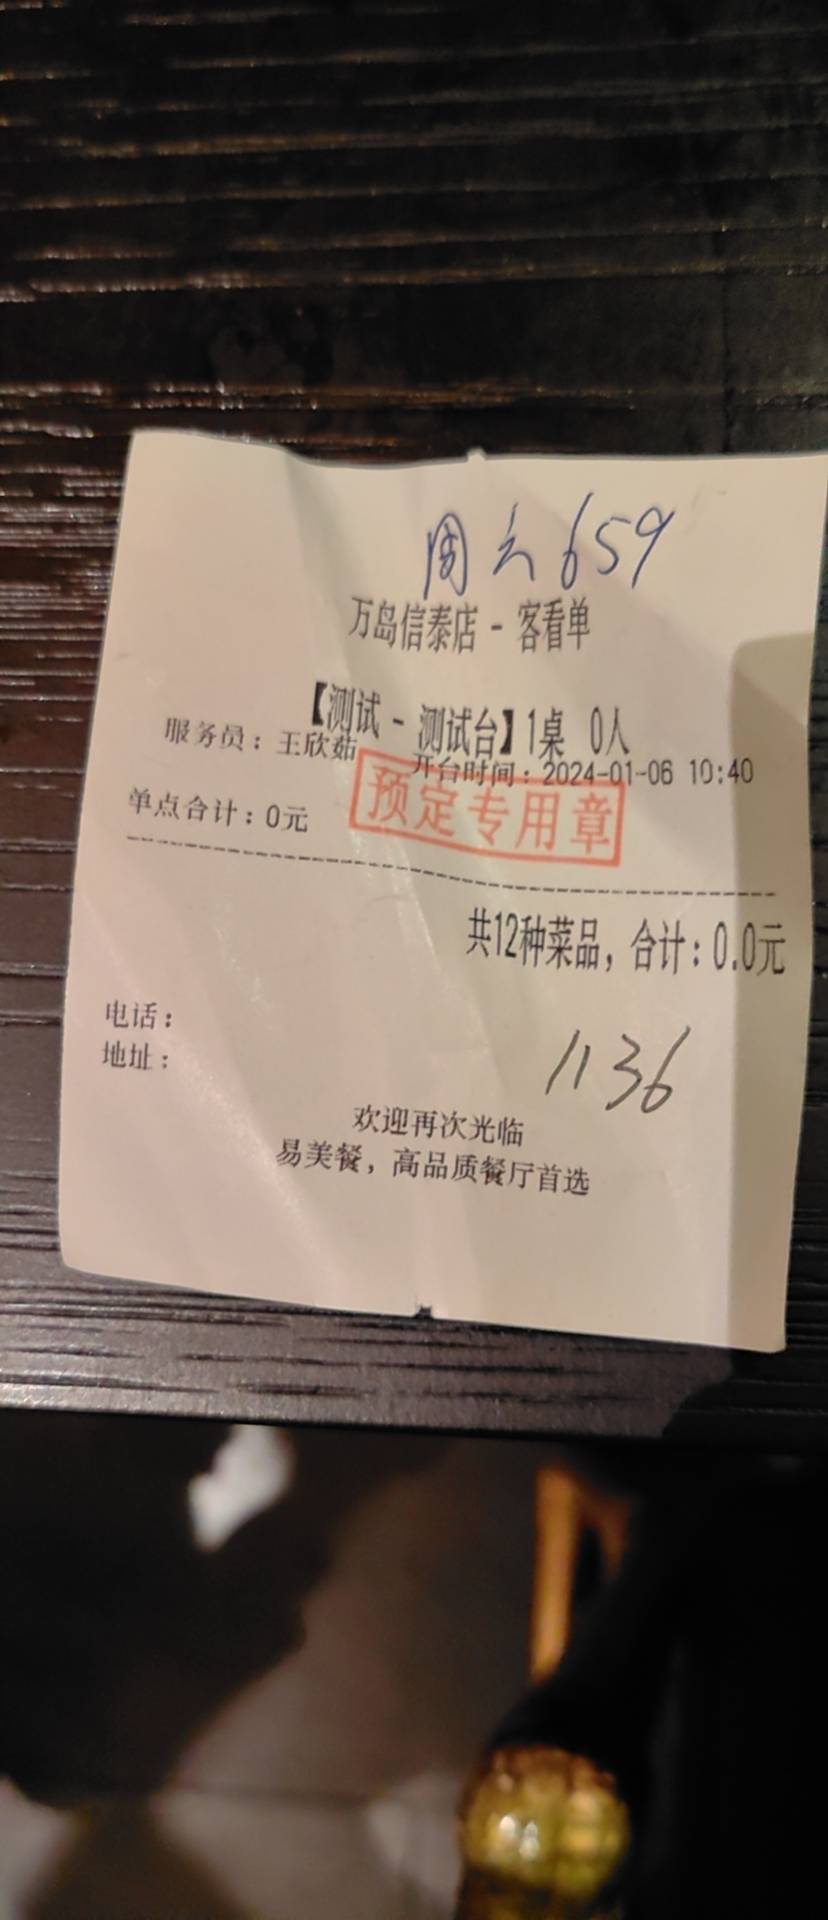 周六 659
万岛信泰店 - 客看单
【测试 - 测试台】1桌 0人
服务员：王欣茹
开台时间：2024-01-06 10:40
预定专用章
单点合计：0元
共12种菜品，合计：0.0元
电话：
1136
地址：
欢迎再次光临
易美餐，高品质餐厅首选